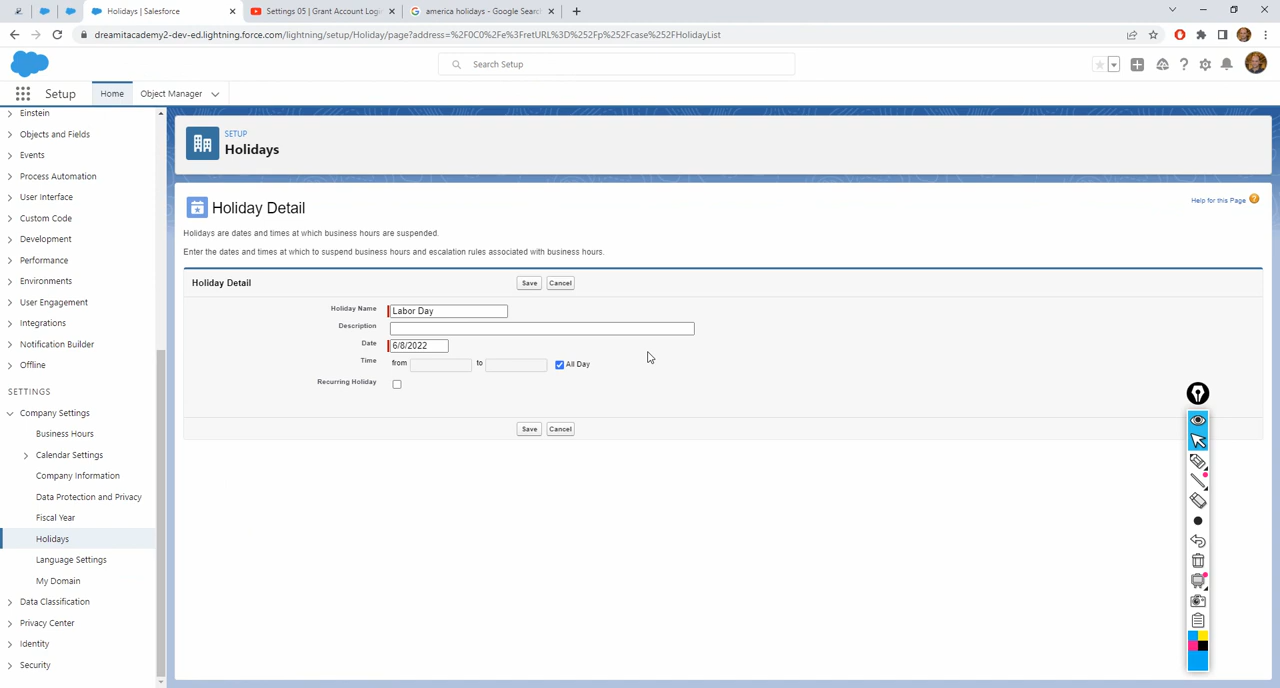 Holidays | Salesforce
Settings 05 | Grant Account Logi
america holidays - Google Sear
dreamitacademy2-dev-ed.lightning.force.com/lightning/setup/Holiday/page?address=%2F0C0%2Fe%3FretURL%3D%252Fp%252Fcase%252FHolidayList
Search Setup
Setup
Home
Object Manager
Einstein
Objects and Fields
Events
Process Automation
User Interface
Custom Code
Development
Performance
Environments
User Engagement
Integrations
Notification Builder
Offline
SETTINGS
Company Settings
Business Hours
Calendar Settings
Company Information
Data Protection and Privacy
Fiscal Year
Holidays
Language Settings
My Domain
Data Classification
Privacy Center
Identity
Security
SETUP
Holidays
Holiday Detail
Help for this Page
Holidays are dates and times at which business hours are suspended.
Enter the dates and times at which to suspend business hours and escalation rules associated with business hours.
Holiday Detail Save Cancel
Holiday Name Labor Day
Description
Date 6/8/2022
Time from to All Day
Recurring Holiday
Save Cancel